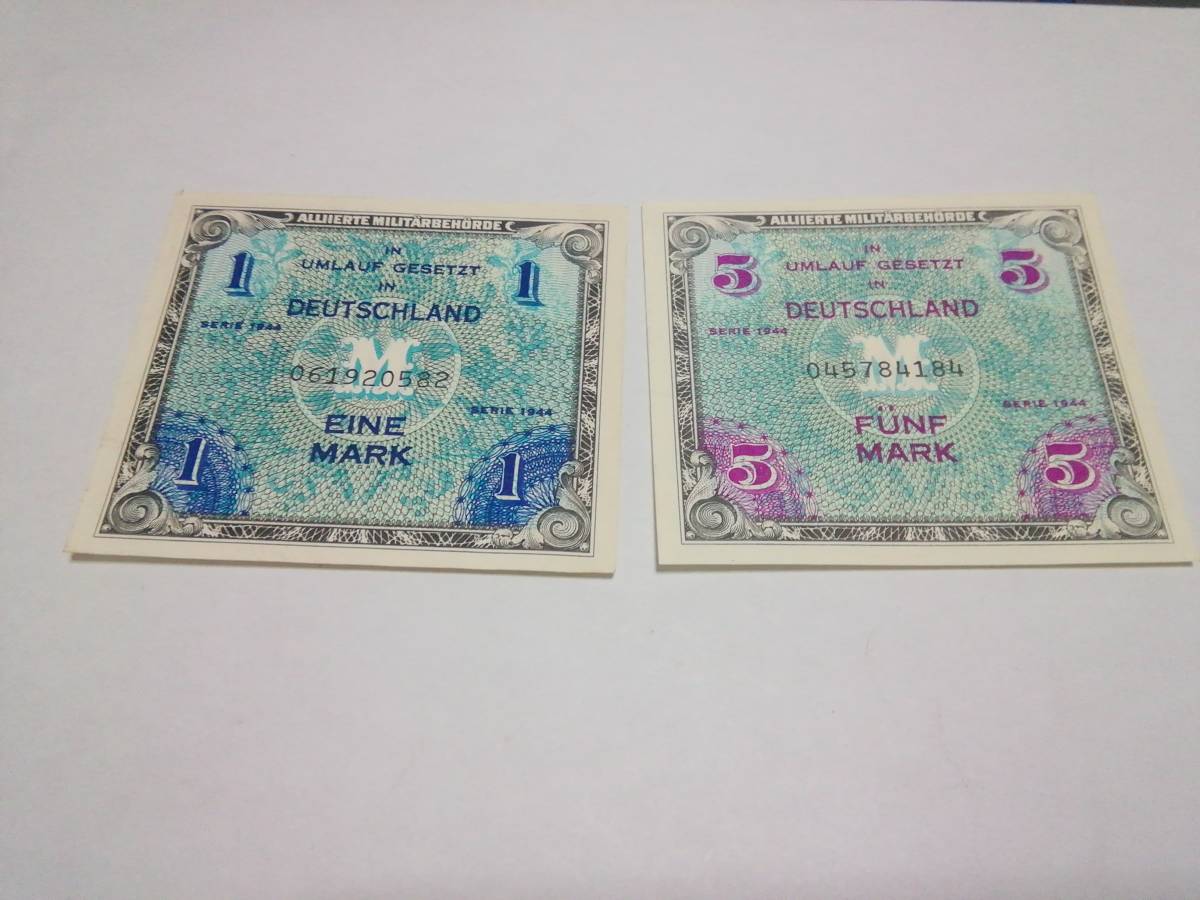 ALLIIERTE MILITÄRBEHÖRDE
1 IN 1
UMLAUF GESETZT
IN
DEUTSCHLAND
SERIE 1944
M
061920582
SERIE 1944
EINE
MARK
1 1
ALLIIERTE MILITÄRBEHÖRDE
5 IN 5
UMLAUF GESETZT
IN
DEUTSCHLAND
SERIE 1944
M
045784184
SERIE 1944
FÜNF
MARK
5 5